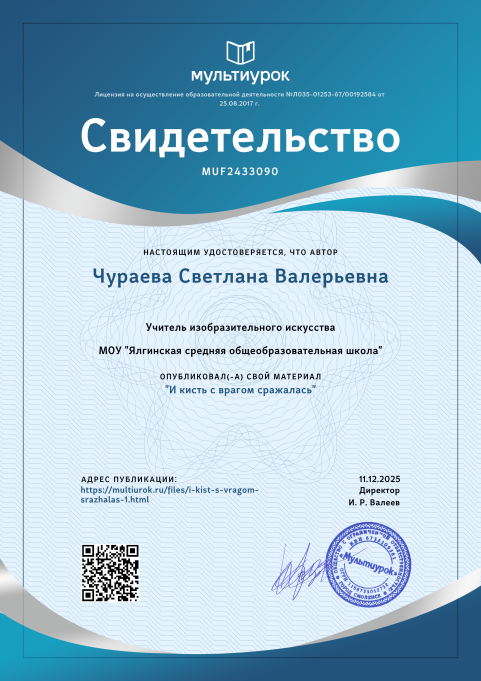 мультиурок
Лицензия на осуществление образовательной деятельности №Л035-01253-67/00192584 от
25.08.2017 г.
Свидетельство
MUF2433090
НАСТОЯЩИМ УДОСТОВЕРЯЕТСЯ, ЧТО АВТОР
Чураева Светлана Валерьевна
Учитель изобразительного искусства
МОУ "Ялгинская средняя общеобразовательная школа"
ОПУБЛИКОВАЛ(-А) СВОЙ МАТЕРИАЛ
"И кисть с врагом сражалась"
АДРЕС ПУБЛИКАЦИИ:
https://multiurok.ru/files/i-kist-s-vragom-
srazhalas-1.html
11.12.2025
Директор
И. Р. Валеев
«Мультиурок»